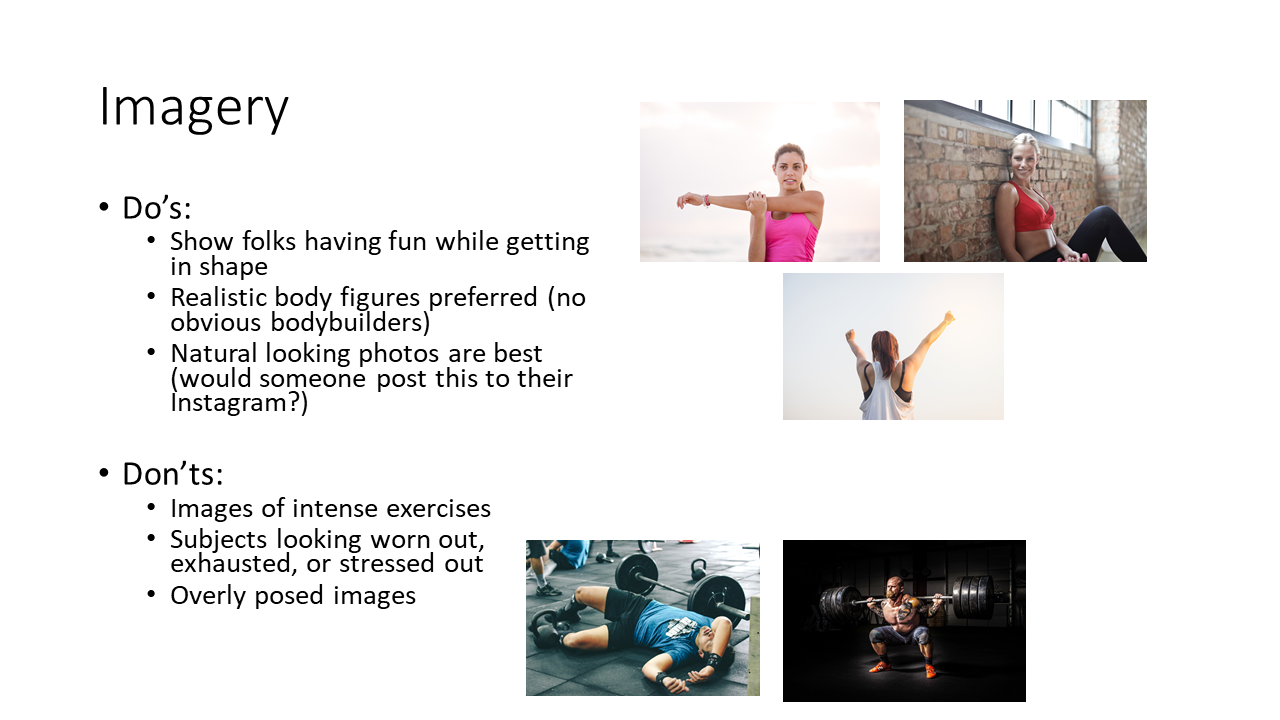 Imagery
• Do’s:
• Show folks having fun while getting
in shape
• Realistic body figures preferred (no
obvious bodybuilders)
• Natural looking photos are best
(would someone post this to their
Instagram?)
• Don’ts:
• Images of intense exercises
• Subjects looking worn out,
exhausted, or stressed out
• Overly posed images